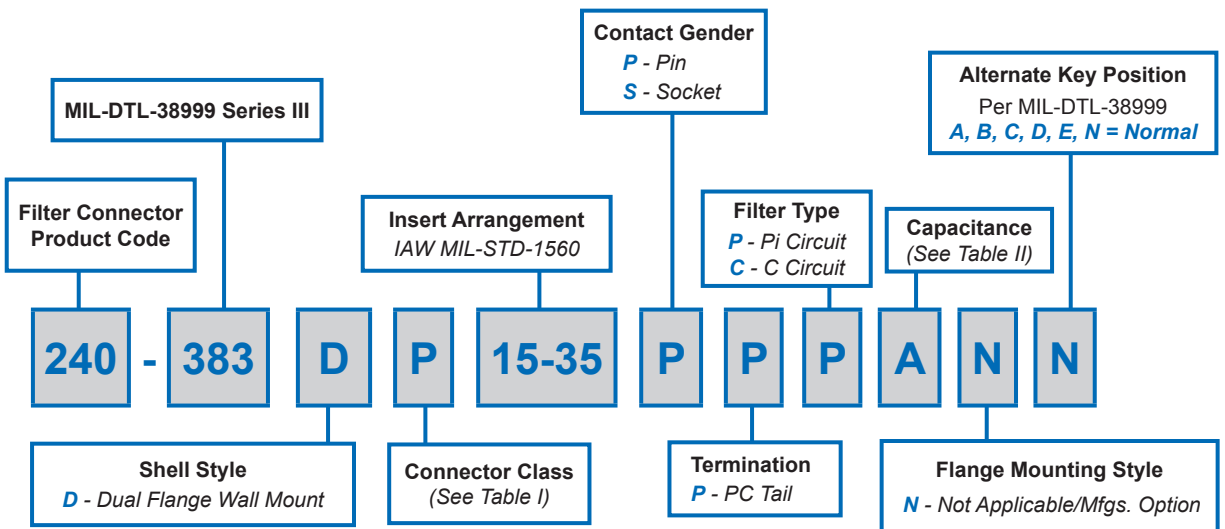 Contact Gender
P - Pin
S - Socket
Alternate Key Position
Per MIL-DTL-38999
A, B, C, D, E, N = Normal
MIL-DTL-38999 Series III
Filter Connector
Product Code
Insert Arrangement
IAW MIL-STD-1560
Filter Type
P - Pi Circuit
C - C Circuit
Capacitance
(See Table II)
240 - 383 D P 15-35 P P P A N N
Shell Style
D - Dual Flange Wall Mount
Connector Class
(See Table I)
Termination
P - PC Tail
Flange Mounting Style
N - Not Applicable/Mfgs. Option